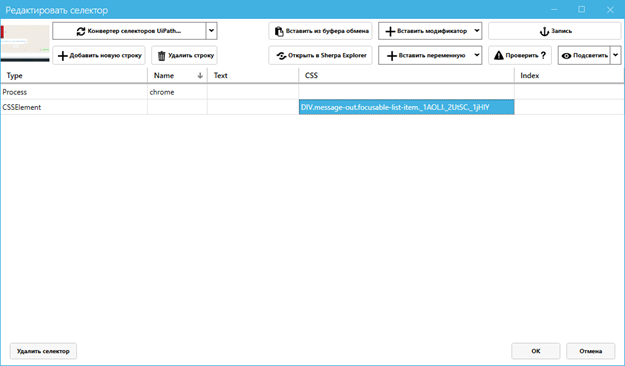 Редактировать селектор
Конвертер селекторов UiPath...
Вставить из буфера обмена
Вставить модификатор
Запись
Добавить новую строку
Удалить строку
Открыть в Sherpa Explorer
Вставить переменную
Проверить ?
Подсветить
Type Name Text CSS Index
Process chrome
CSSElement DIV.message-out.focusable-list-item._1AOLJ._2UtSC._1jHIY
Удалить селектор
ОК
Отмена